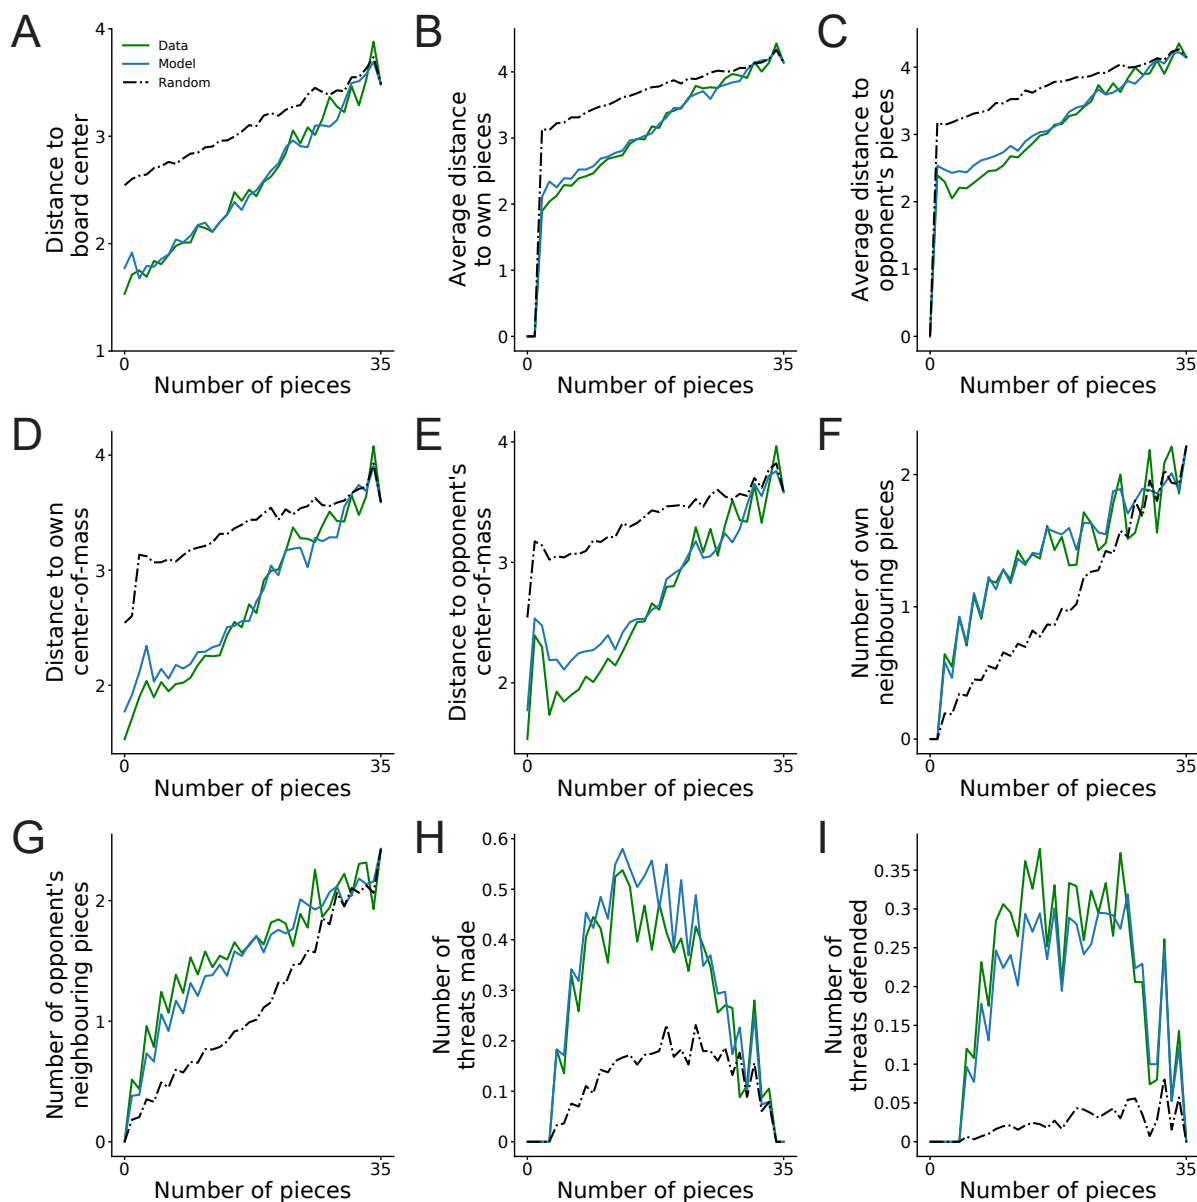 A
Distance to
board center
4
3
2
1
Data
Model
Random
0
35
Number of pieces
B
Average distance
to own pieces
4
3
2
1
0
0
35
Number of pieces
C
Average distance to
opponent's pieces
4
3
2
1
0
0
35
Number of pieces
D
Distance to own
center-of-mass
4
3
2
0
35
Number of pieces
E
Distance to opponent's
center-of-mass
4
3
2
0
35
Number of pieces
F
Number of own
neighbouring pieces
2
1
0
0
35
Number of pieces
G
Number of opponent's
neighbouring pieces
2
1
0
0
35
Number of pieces
H
Number of
threats made
0.6
0.5
0.4
0.3
0.2
0.1
0
0
35
Number of pieces
I
Number of
threats defended
0.35
0.3
0.25
0.2
0.15
0.1
0.05
0
0
35
Number of pieces